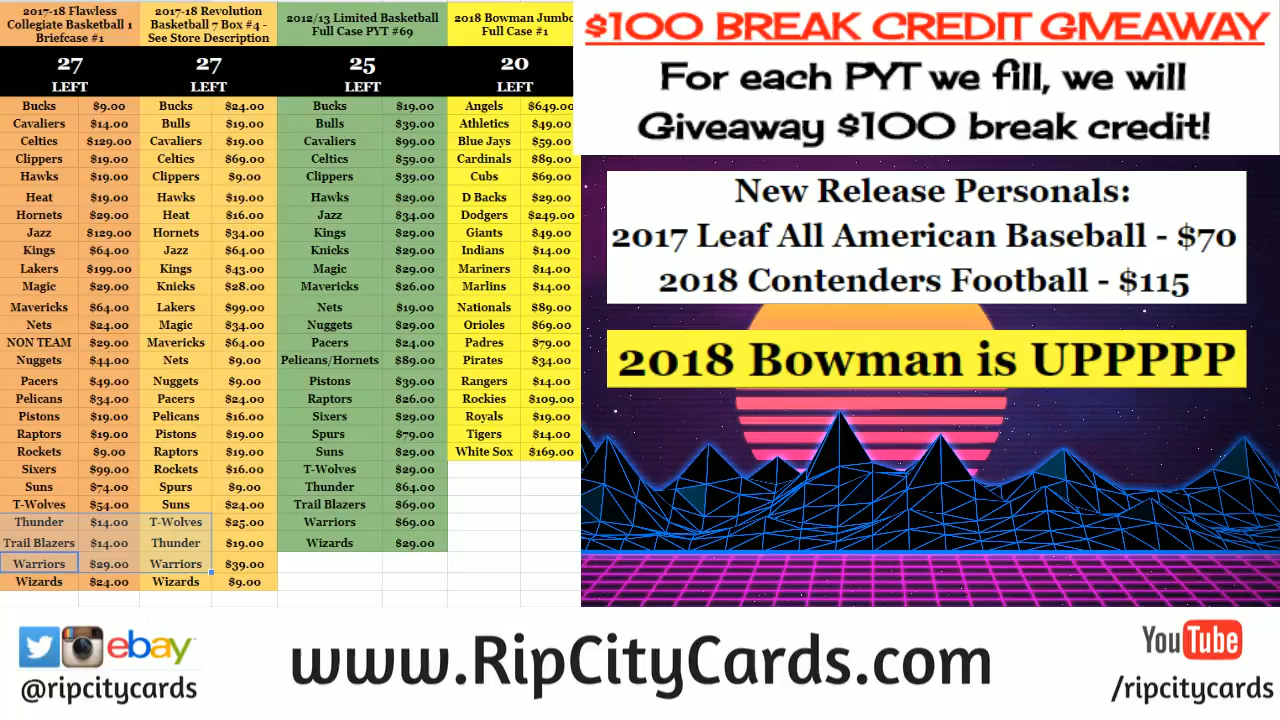 2017-18 Flawless
Collegiate Basketball 1
Briefcase #1
27
LEFT
Bucks $9.00
Cavaliers $14.00
Celtics $129.00
Clippers $19.00
Hawks $19.00
Heat $19.00
Hornets $29.00
Jazz $129.00
Kings $64.00
Lakers $199.00
Magic $29.00
Mavericks $64.00
Nets $24.00
NON TEAM $29.00
Nuggets $44.00
Pacers $49.00
Pelicans $34.00
Pistons $19.00
Raptors $19.00
Rockets $9.00
Sixers $99.00
Suns $74.00
T-Wolves $54.00
Thunder $14.00
Trail Blazers $14.00
Warriors $29.00
Wizards $24.00
2017-18 Revolution
Basketball 7 Box #4 -
See Store Description
27
LEFT
Bucks $24.00
Bulls $19.00
Cavaliers $19.00
Celtics $69.00
Clippers $9.00
Hawks $19.00
Heat $16.00
Hornets $34.00
Jazz $64.00
Kings $43.00
Knicks $28.00
Lakers $99.00
Magic $34.00
Mavericks $64.00
Nets $9.00
Nuggets $9.00
Pacers $24.00
Pelicans $16.00
Pistons $19.00
Raptors $19.00
Rockets $16.00
Spurs $9.00
Suns $24.00
T-Wolves $25.00
Thunder $19.00
Warriors $39.00
Wizards $9.00
2012/13 Limited Basketball
Full Case PYT #69
25
LEFT
Bucks $19.00
Bulls $39.00
Cavaliers $99.00
Celtics $59.00
Clippers $39.00
Hawks $29.00
Jazz $34.00
Kings $29.00
Knicks $29.00
Magic $29.00
Mavericks $26.00
Nets $19.00
Nuggets $29.00
Pacers $24.00
Pelicans/Hornets $89.00
Pistons $39.00
Raptors $26.00
Sixers $29.00
Spurs $79.00
Suns $29.00
T-Wolves $29.00
Thunder $64.00
Trail Blazers $69.00
Warriors $69.00
Wizards $29.00
2018 Bowman Jumbo
Full Case #1
20
LEFT
Angels $649.00
Athletics $49.00
Blue Jays $59.00
Cardinals $89.00
Cubs $69.00
D Backs $29.00
Dodgers $249.00
Giants $49.00
Indians $14.00
Mariners $14.00
Marlins $14.00
Nationals $89.00
Orioles $69.00
Padres $79.00
Pirates $34.00
Rangers $14.00
Rockies $109.00
Royals $19.00
Tigers $14.00
White Sox $169.00
$100 BREAK CREDIT GIVEAWAY
For each PYT we fill, we will
Giveaway $100 break credit!
New Release Personals:
2017 Leaf All American Baseball - $70
2018 Contenders Football - $115
2018 Bowman is UPPPPP
ebay
@ripcitycards
www.RipCityCards.com
YouTube
/ripcitycards